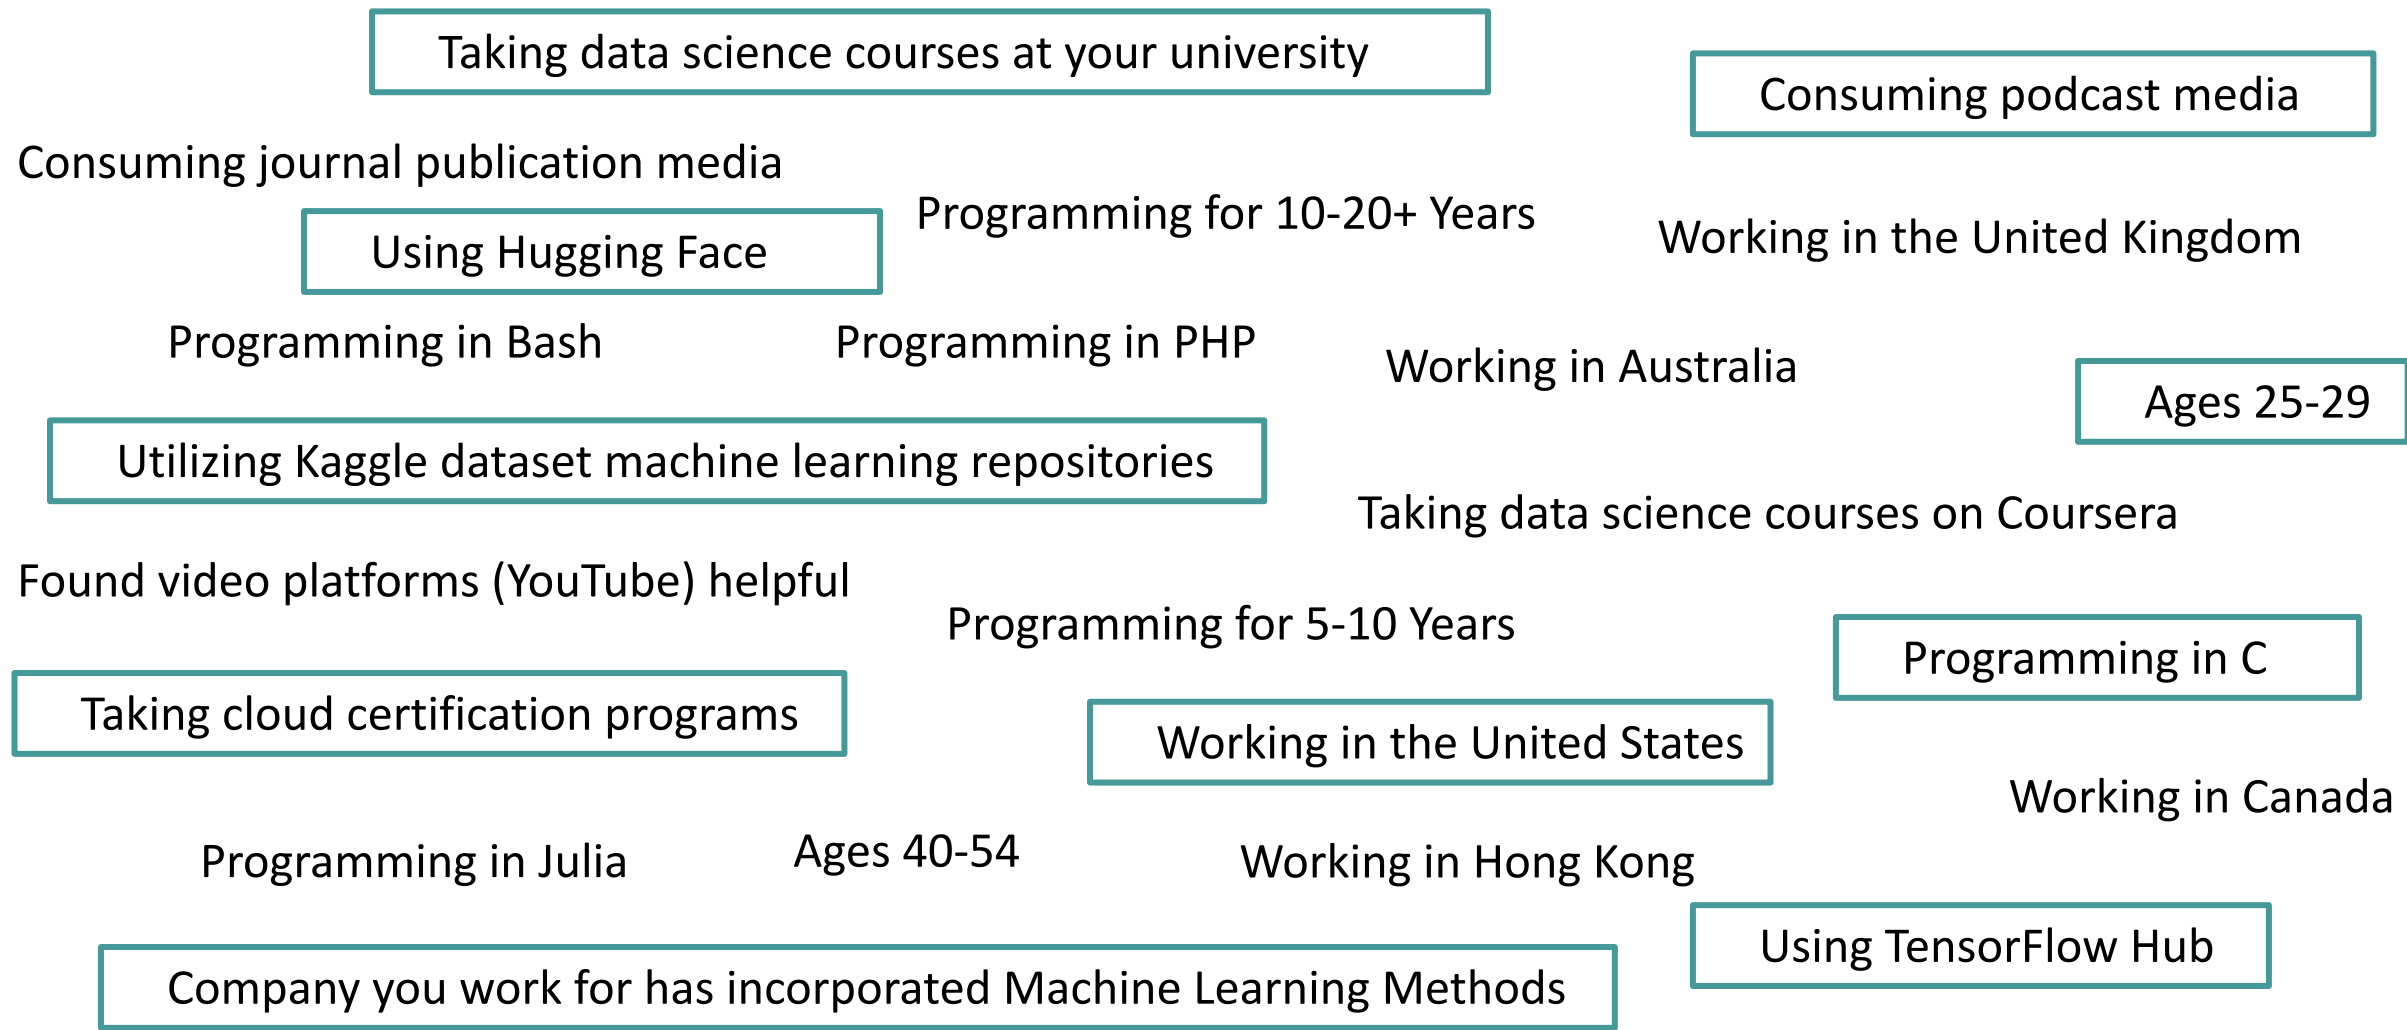 Taking data science courses at your university
Consuming podcast media
Consuming journal publication media
Programming for 10-20+ Years
Working in the United Kingdom
Using Hugging Face
Programming in Bash
Programming in PHP
Working in Australia
Ages 25-29
Utilizing Kaggle dataset machine learning repositories
Taking data science courses on Coursera
Found video platforms (YouTube) helpful
Programming for 5-10 Years
Programming in C
Taking cloud certification programs
Working in the United States
Working in Canada
Programming in Julia
Ages 40-54
Working in Hong Kong
Using TensorFlow Hub
Company you work for has incorporated Machine Learning Methods